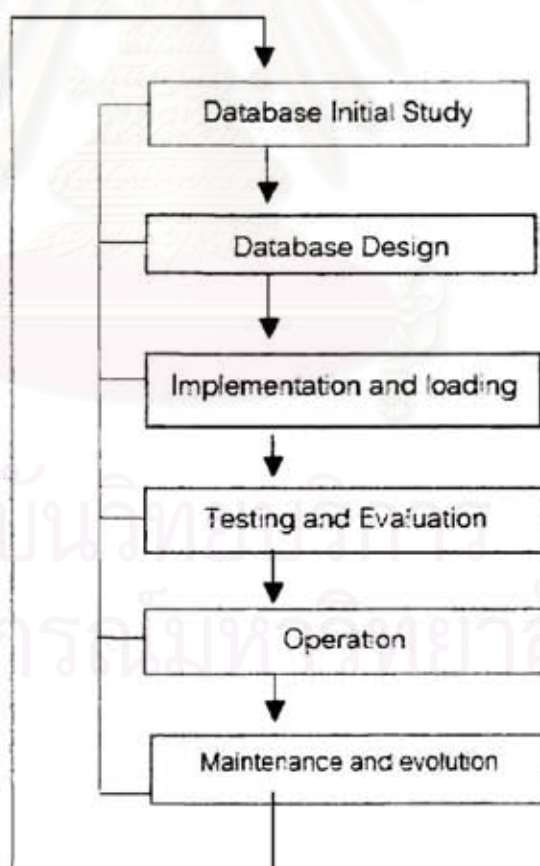 Database Initial Study
Database Design
Implementation and loading
Testing and Evaluation
Operation
Maintenance and evolution